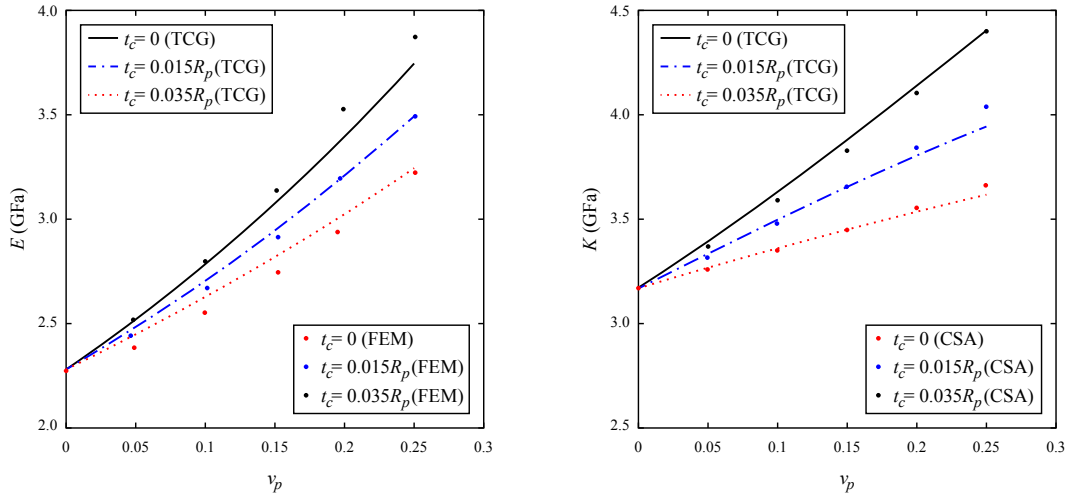 4.0
3.5
3.0
2.5
2.0
E (GFa)
t_c= 0 (TCG)
t_c= 0.015R_p(TCG)
t_c= 0.035R_p(TCG)
t_c= 0 (FEM)
t_c= 0.015R_p(FEM)
t_c= 0.035R_p(FEM)
0 0.05 0.1 0.15 0.2 0.25 0.3
v_p
4.5
4.0
3.5
3.0
2.5
K (GFa)
t_c= 0 (TCG)
t_c= 0.015R_p(TCG)
t_c= 0.035R_p(TCG)
t_c= 0 (CSA)
t_c= 0.015R_p(CSA)
t_c= 0.035R_p(CSA)
0 0.05 0.1 0.15 0.2 0.25 0.3
v_p